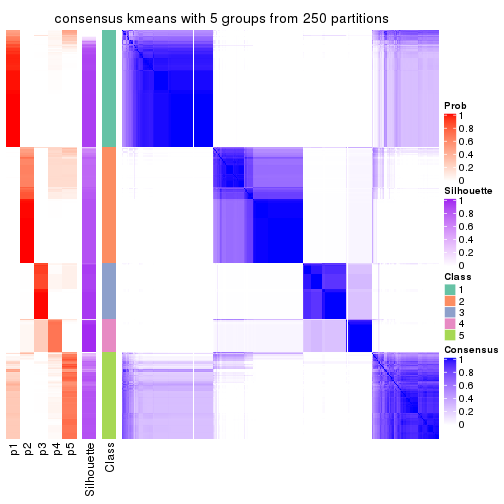 consensus kmeans with 5 groups from 250 partitions
Prob
1
0.8
0.6
0.4
0.2
0
Silhouette
1
0.8
0.6
0.4
0.2
0
Class
1
2
3
4
5
Consensus
1
0.8
0.6
0.4
0.2
0
p1
p2
p3
p4
p5
Silhouette
Class